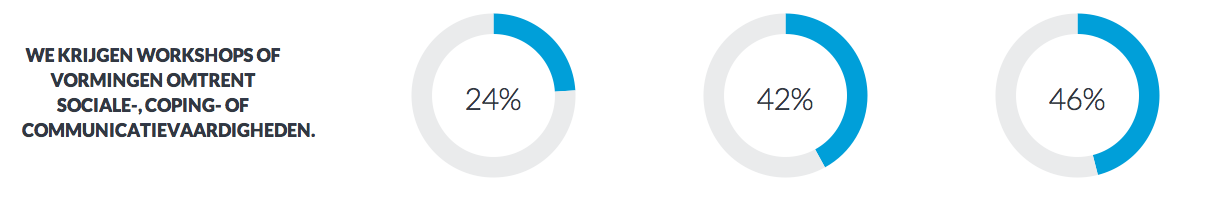 WE KRIJGEN WORKSHOPS OF
VORMINGEN OMTRENT
SOCIALE-, COPING- OF
COMMUNICATIEVAARDIGHEDEN.
24%
42%
46%